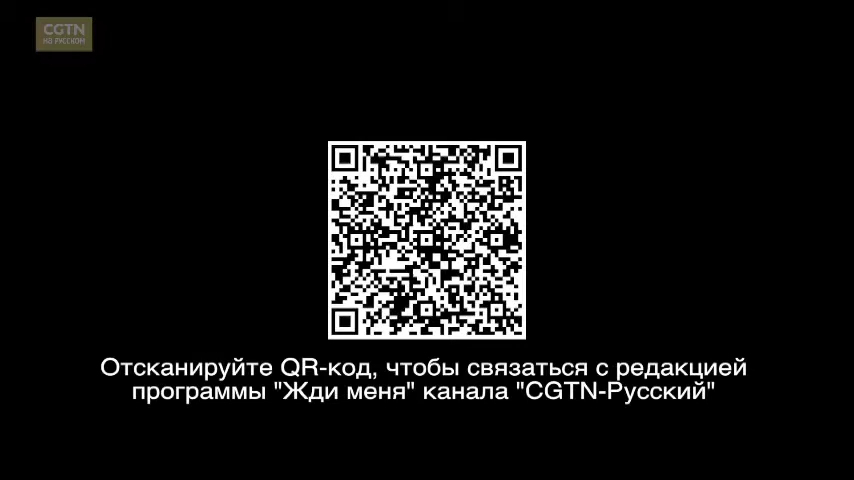 CGTN
НА РУССКОМ
Отсканируйте QR-код, чтобы связаться с редакцией
программы "Жди меня" канала "CGTN-Русский"